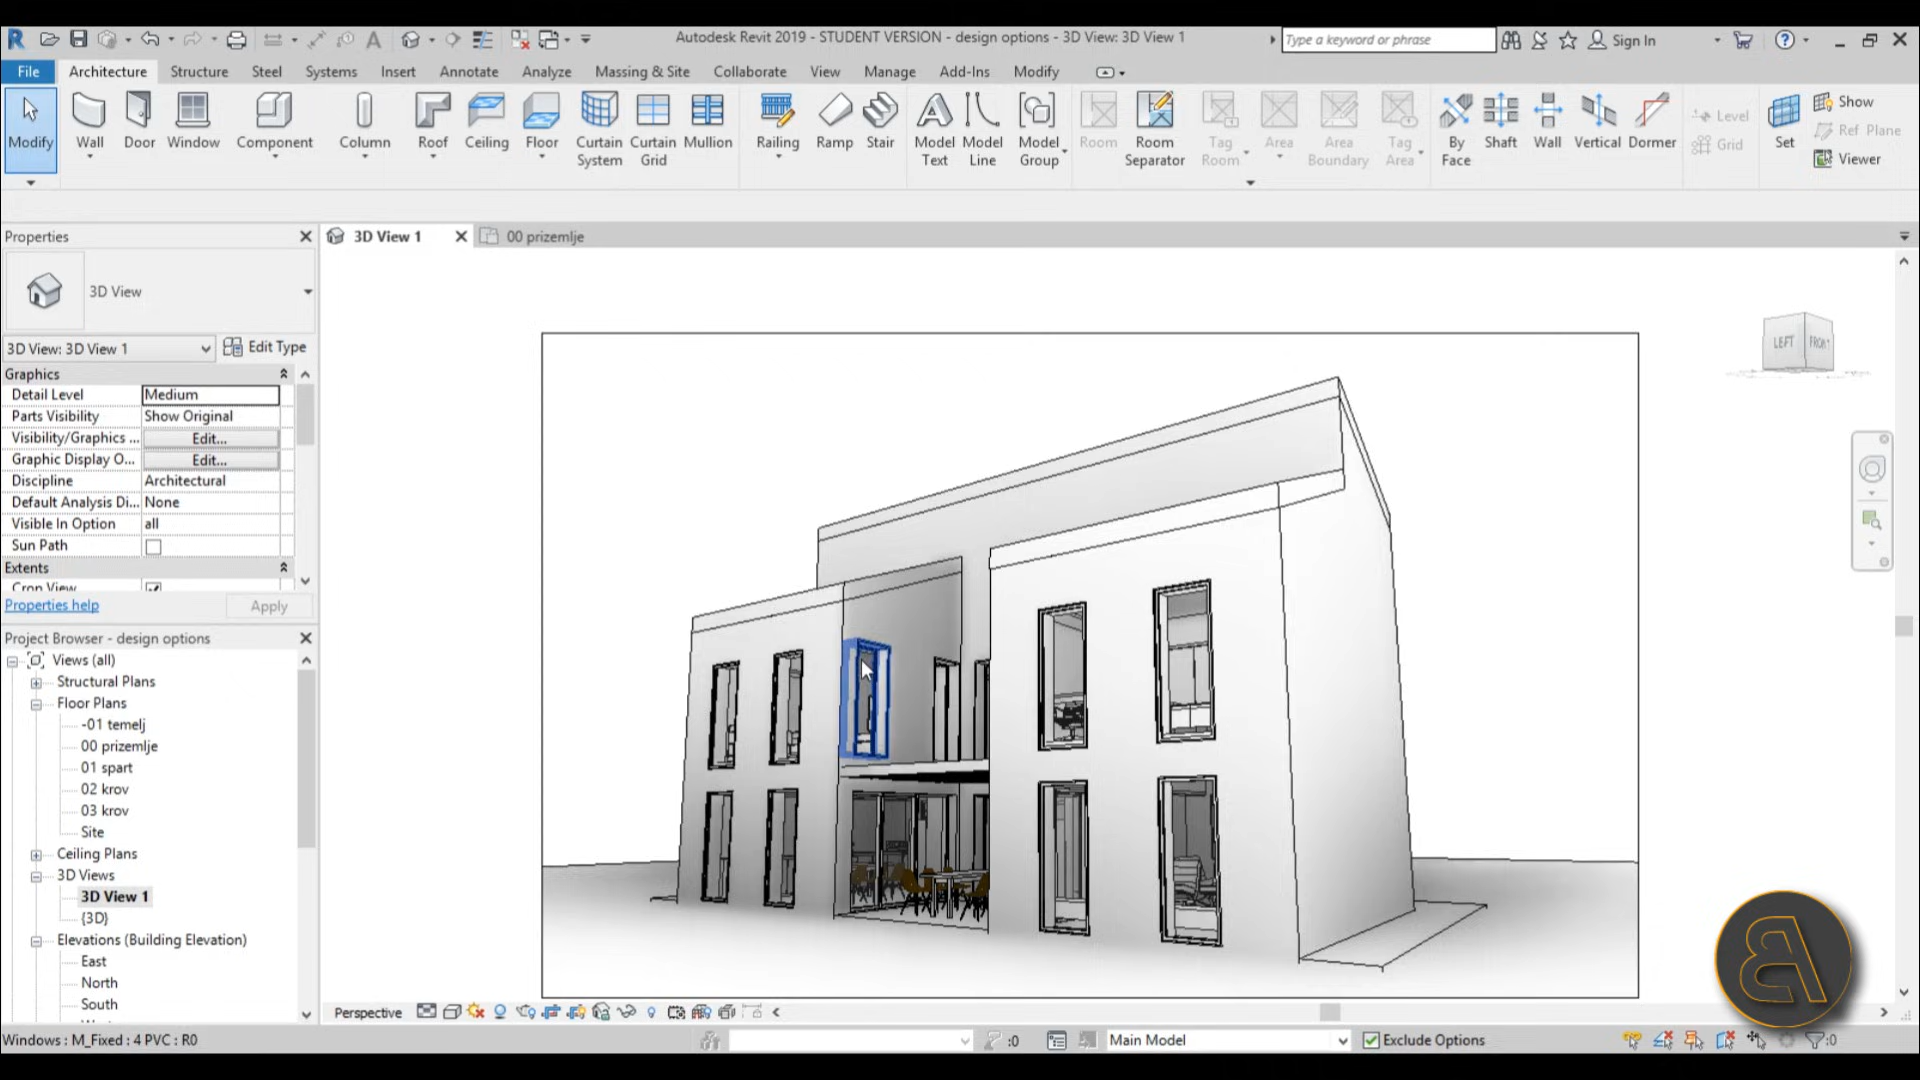 Autodesk Revit 2019 - STUDENT VERSION - design options - 3D View: 3D View 1
Type a keyword or phrase
Sign In
File Architecture Structure Steel Systems Insert Annotate Analyze Massing & Site Collaborate View Manage Add-Ins Modify
Modify
Wall
Door
Window
Component
Column
Roof
Ceiling
Floor
Curtain System
Curtain Grid
Mullion
Railing
Ramp
Stair
Model Text
Model Line
Model Group
Room
Room Separator
Tag Room
Area
Area Boundary
Tag Area
By Face
Shaft
Wall
Vertical
Dormer
Level
Grid
Set
Show
Ref Plane
Viewer
Properties
3D View 1
00 prizemlje
3D View
3D View: 3D View 1
Edit Type
Graphics
Detail Level Medium
Parts Visibility Show Original
Visibility/Graphics ... Edit...
Graphic Display O... Edit...
Discipline Architectural
Default Analysis Di... None
Visible In Option all
Sun Path
Extents
Crop View
Properties help
Apply
Project Browser - design options
Views (all)
Structural Plans
Floor Plans
-01 temelj
00 prizemlje
01 spart
02 krov
03 krov
Site
Ceiling Plans
3D Views
3D View 1
{3D}
Elevations (Building Elevation)
East
North
South
LEFT
FRONT
Perspective
Windows : M_Fixed : 4 PVC : R0
:0
Main Model
Exclude Options
:0